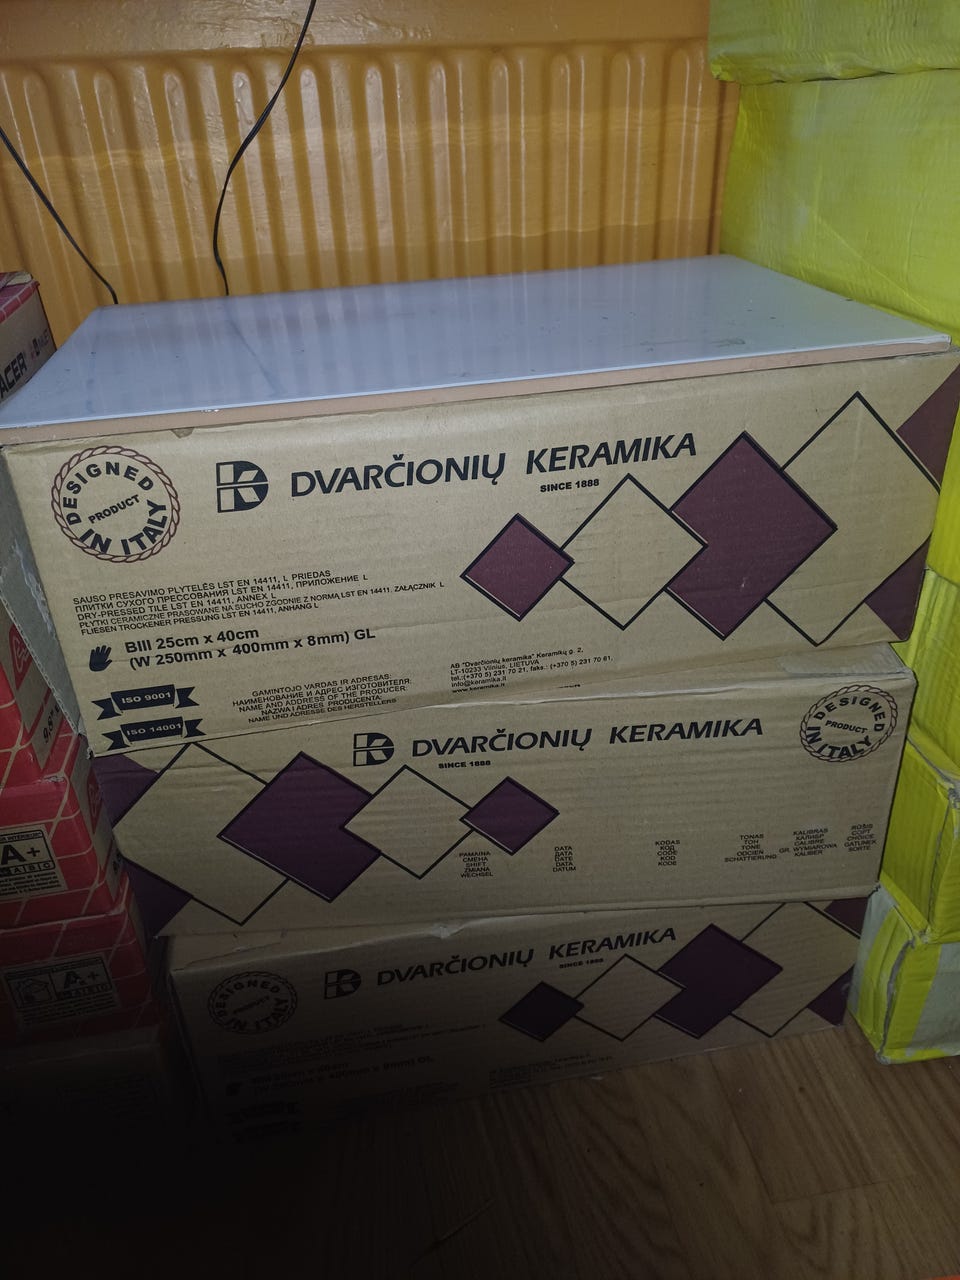 DESIGNED
PRODUCT
IN ITALY
DK DVARČIONIŲ KERAMIKA
SINCE 1888
SAUSO PRESAVIMO PLYTELĖS LST EN 14411, L PRIEDAS
ПЛИТКИ СУХОГО ПРЕССОВАНИЯ LST EN 14411, ПРИЛОЖЕНИЕ L
DRY-PRESSED TILE LST EN 14411, ANNEX L
PŁYTKI CERAMICZNE PRASOWANE NA SUCHO ZGODNIE Z NORMĄ LST EN 14411, ZAŁĄCZNIK L
FLIESEN TROCKENER PRESSUNG LST EN 14411, ANHANG L
BIII 25cm x 40cm
(W 250mm x 400mm x 8mm) GL
ISO 9001
ISO 14001
GAMINTOJO VARDAS IR ADRESAS:
НАИМЕНОВАНИЕ И АДРЕС ИЗГОТОВИТЕЛЯ:
NAME AND ADDRESS OF THE PRODUCER:
NAZWA I ADRES PRODUCENTA:
NAME UND ADRESSE DES HERSTELLERS
AB "Dvarčionių keramika" Keramikų g. 2,
LT-10233 Vilnius, LIETUVA
tel.:(+370 5) 231 70 21, faks.: (+370 5) 231 70 61,
info@keramika.lt
www.keramika.lt
DK DVARČIONIŲ KERAMIKA
SINCE 1888
DESIGNED
PRODUCT
IN ITALY
PAMAINA
СМЕНА
SHIFT
ZMIANA
WECHSEL
DATA
ДАТА
DATE
DATA
DATUM
KODAS
КОД
CODE
KOD
KODE
TONAS
ТОН
TONE
ODCIEŃ
SCHATTIERUNG
KALIBRAS
КАЛИБР
CALIBRE
GR. WYMIAROWA
KALIBER
RŪŠIS
СОРТ
CHOICE
GATUNEK
SORTE
DESIGNED
PRODUCT
IN ITALY
DK DVARČIONIŲ KERAMIKA
SINCE 1888
400mm x 8mm) GL
ACER
A+
A+